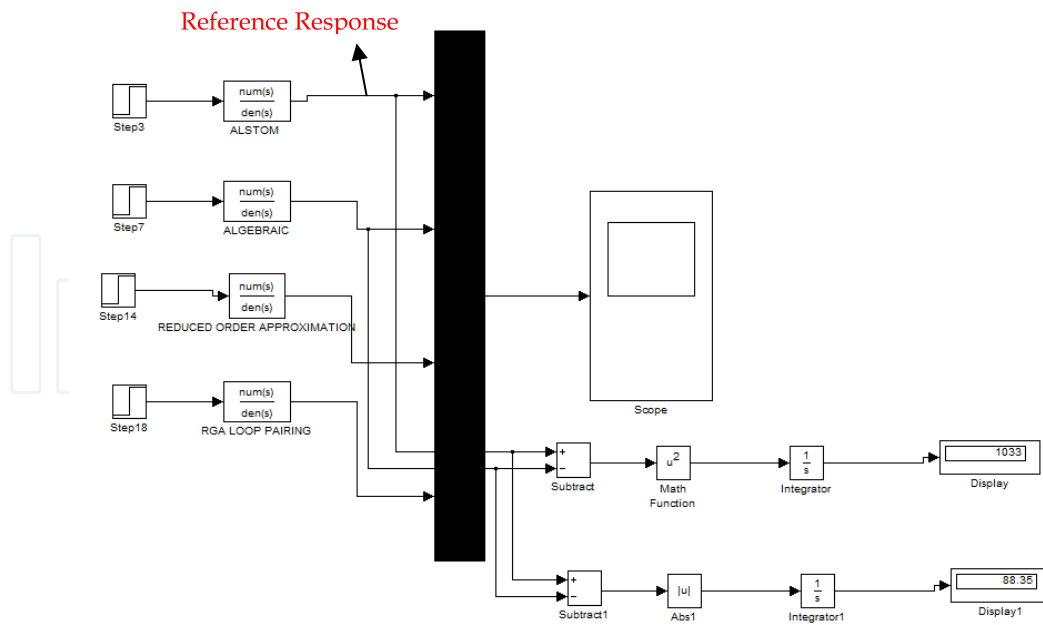 Reference Response
num(s)
den(s)
Step3
ALSTOM
num(s)
den(s)
Step7
ALGEBRAIC
num(s)
den(s)
Step14
REDUCED ORDER APPROXIMATION
num(s)
den(s)
Step18
RGA LOOP PAIRING
Scope
+
−
Subtract
u²
Math
Function
1
s
Integrator
1033
Display
+
−
Subtract1
|u|
Abs1
1
s
Integrator1
88.35
Display1